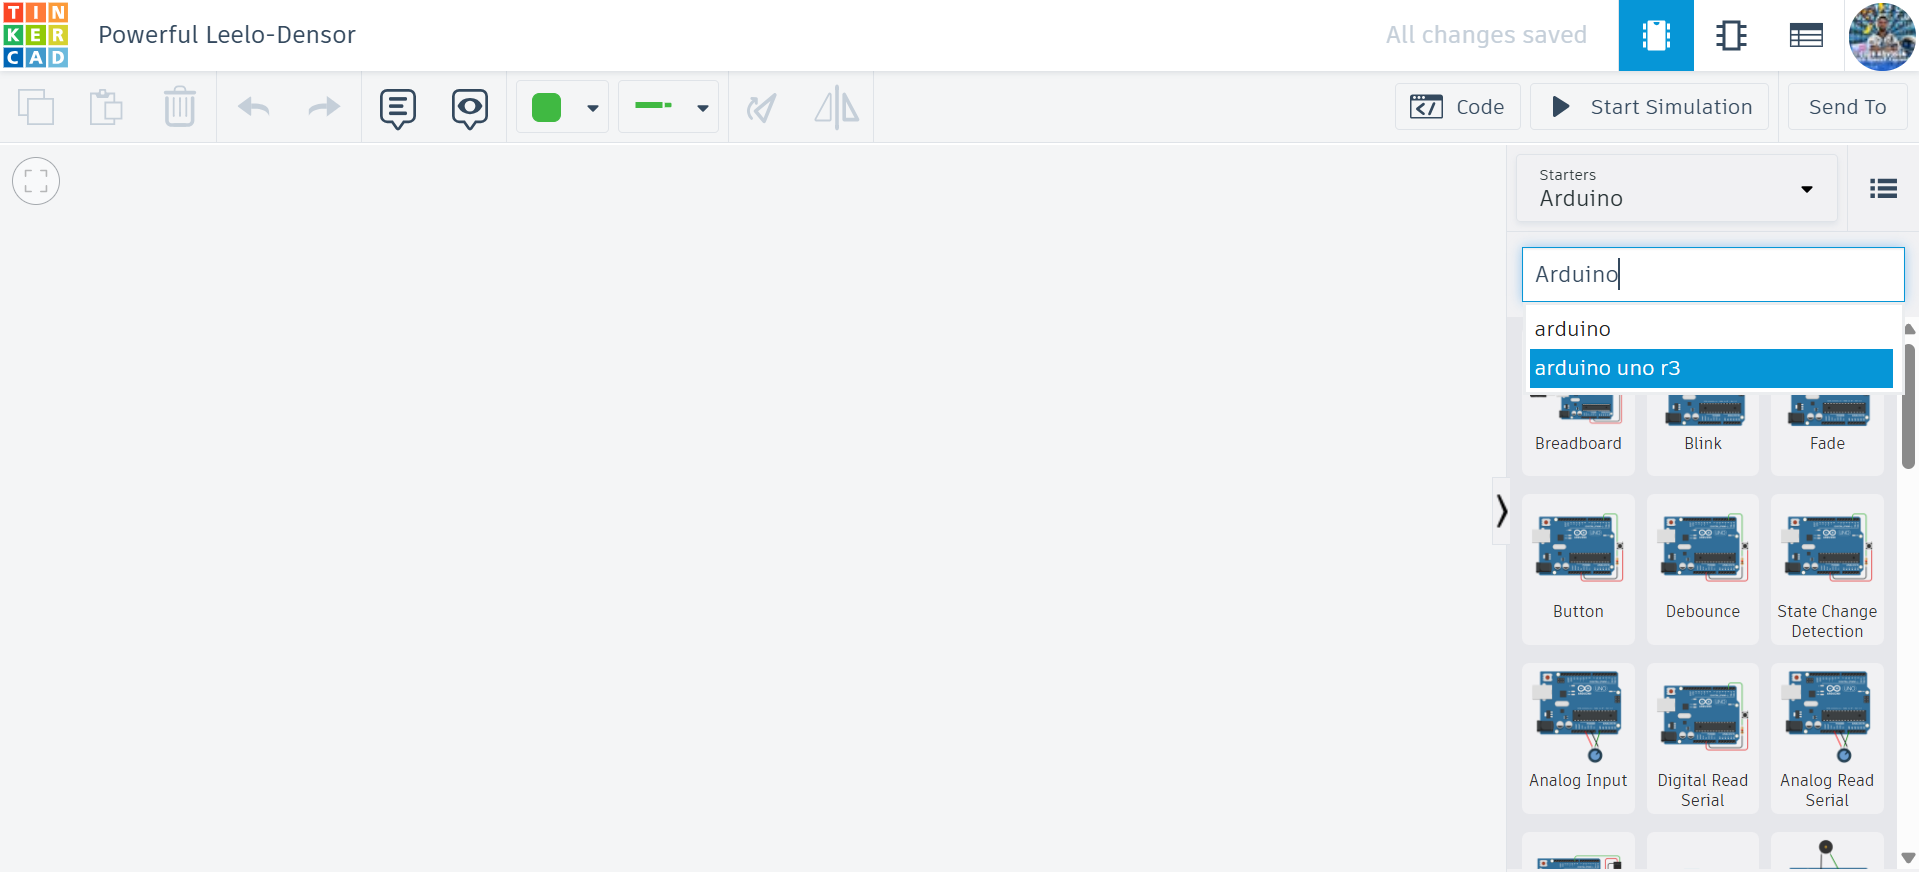 TIN
KER
CAD
Powerful Leelo-Densor
All changes saved
Code
Start Simulation
Send To
Starters
Arduino
Arduino
arduino
arduino uno r3
Breadboard
Blink
Fade
Button
Debounce
State Change
Detection
Analog Input
Digital Read
Serial
Analog Read
Serial